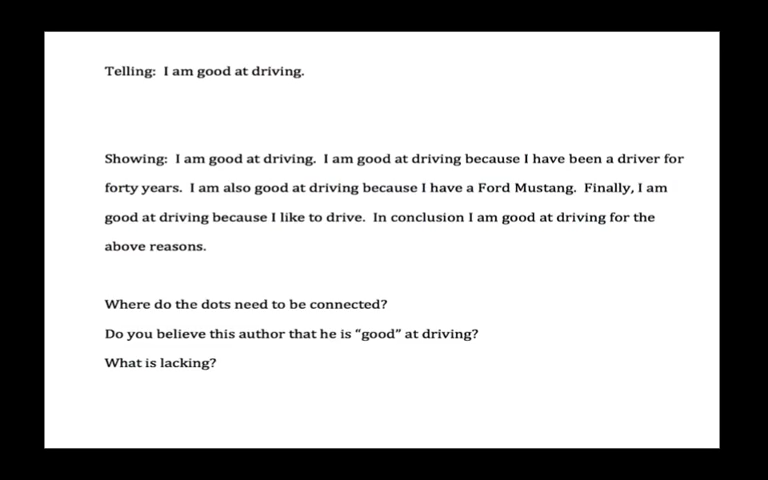 Telling:  I am good at driving.
Showing:  I am good at driving.  I am good at driving because I have been a driver for
forty years.  I am also good at driving because I have a Ford Mustang.  Finally, I am
good at driving because I like to drive.  In conclusion I am good at driving for the
above reasons.
Where do the dots need to be connected?
Do you believe this author that he is “good” at driving?
What is lacking?